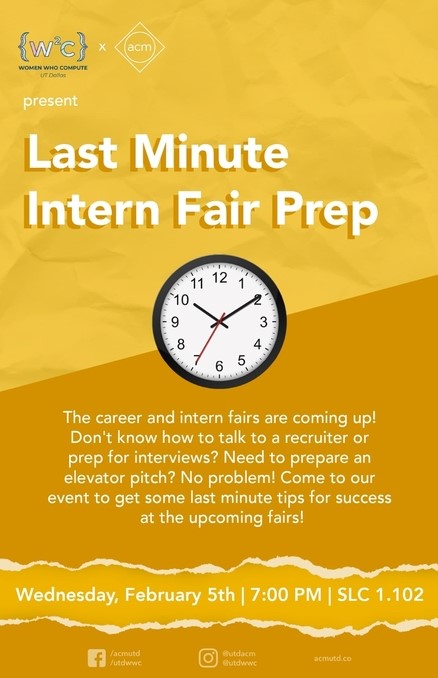 {W²C} x acm
WOMEN WHO COMPUTE
UT Dallas
present
Last Minute
Intern Fair Prep
12
11 1
10 2
9 3
8 4
7 5
6
The career and intern fairs are coming up!
Don't know how to talk to a recruiter or
prep for interviews? Need to prepare an
elevator pitch? No problem! Come to our
event to get some last minute tips for success
at the upcoming fairs!
Wednesday, February 5th | 7:00 PM | SLC 1.102
/acmutd @utdacm
/utdwwc @utdwwc
acmutd.co